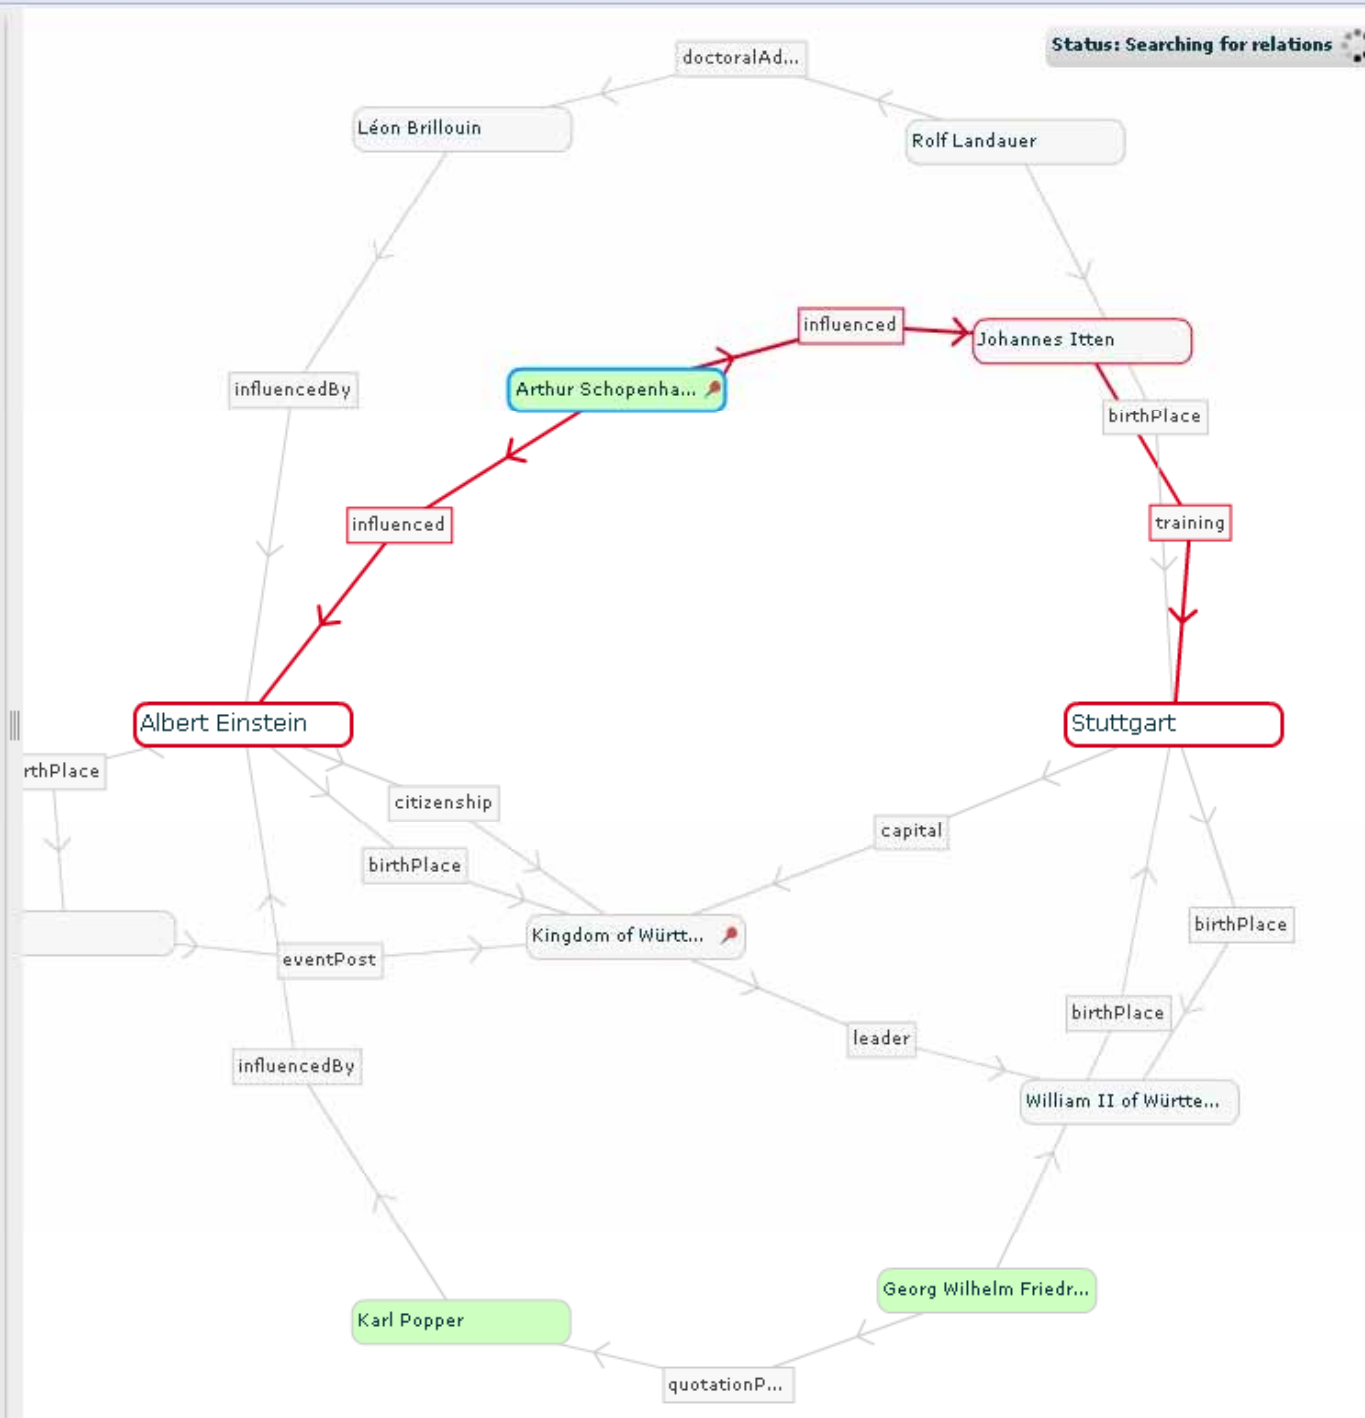 Status: Searching for relations
doctoralAd...
Léon Brillouin
Rolf Landauer
influenced
Johannes Itten
influencedBy
Arthur Schopenha...
birthPlace
influenced
training
Albert Einstein
Stuttgart
rthPlace
citizenship
capital
birthPlace
birthPlace
Kingdom of Württ...
eventPost
birthPlace
leader
influencedBy
William II of Württe...
Georg Wilhelm Friedr...
Karl Popper
quotationP...